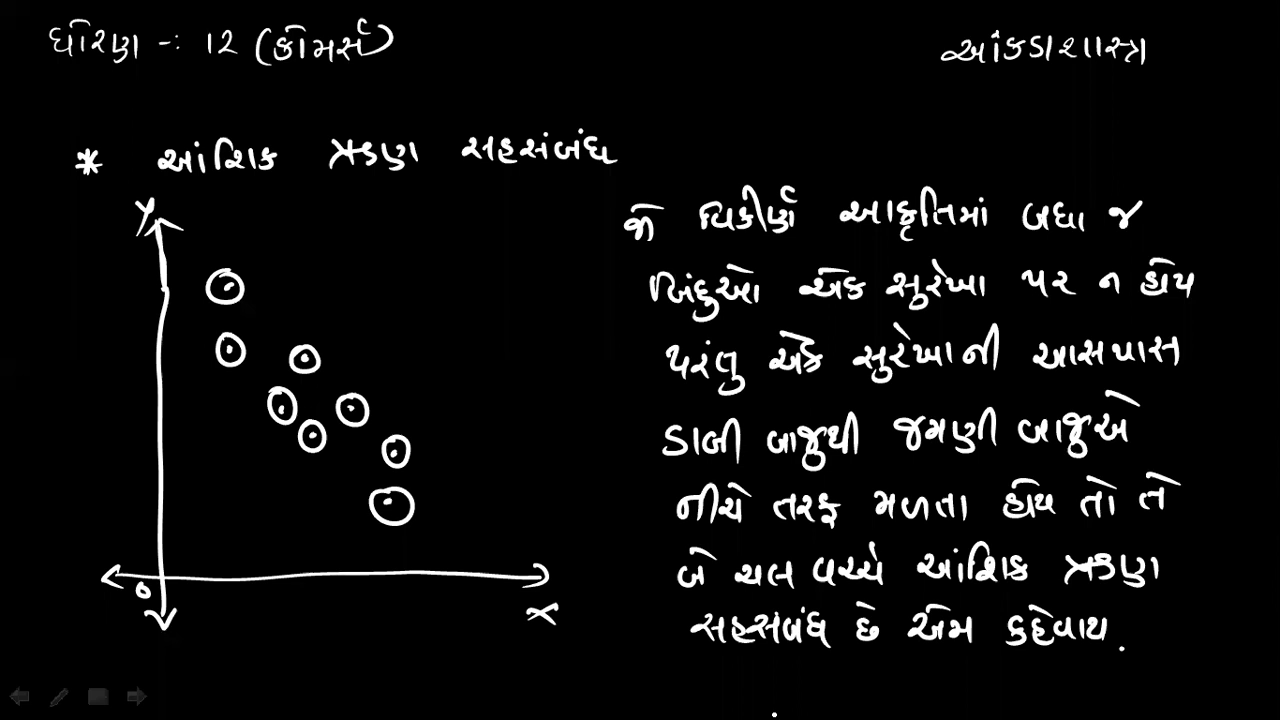 ધોરણ -: 12 (કોમર્સ)
આંકડાશાસ્ત્ર
* આંશિક ઋણ સહસંબંધ
Y
જો વિકીર્ણ આકૃતિમાં બધા જ
બિંદુઓ એક સુરેખા પર ન હોય
પરંતુ એક સુરેખાની આસપાસ
ડાબી બાજુથી જમણી બાજુએ
નીચે તરફ મળતા હોય તો તે
બે ચલ વચ્ચે આંશિક ઋણ
સહસંબંધ છે એમ કહેવાય.
0
X